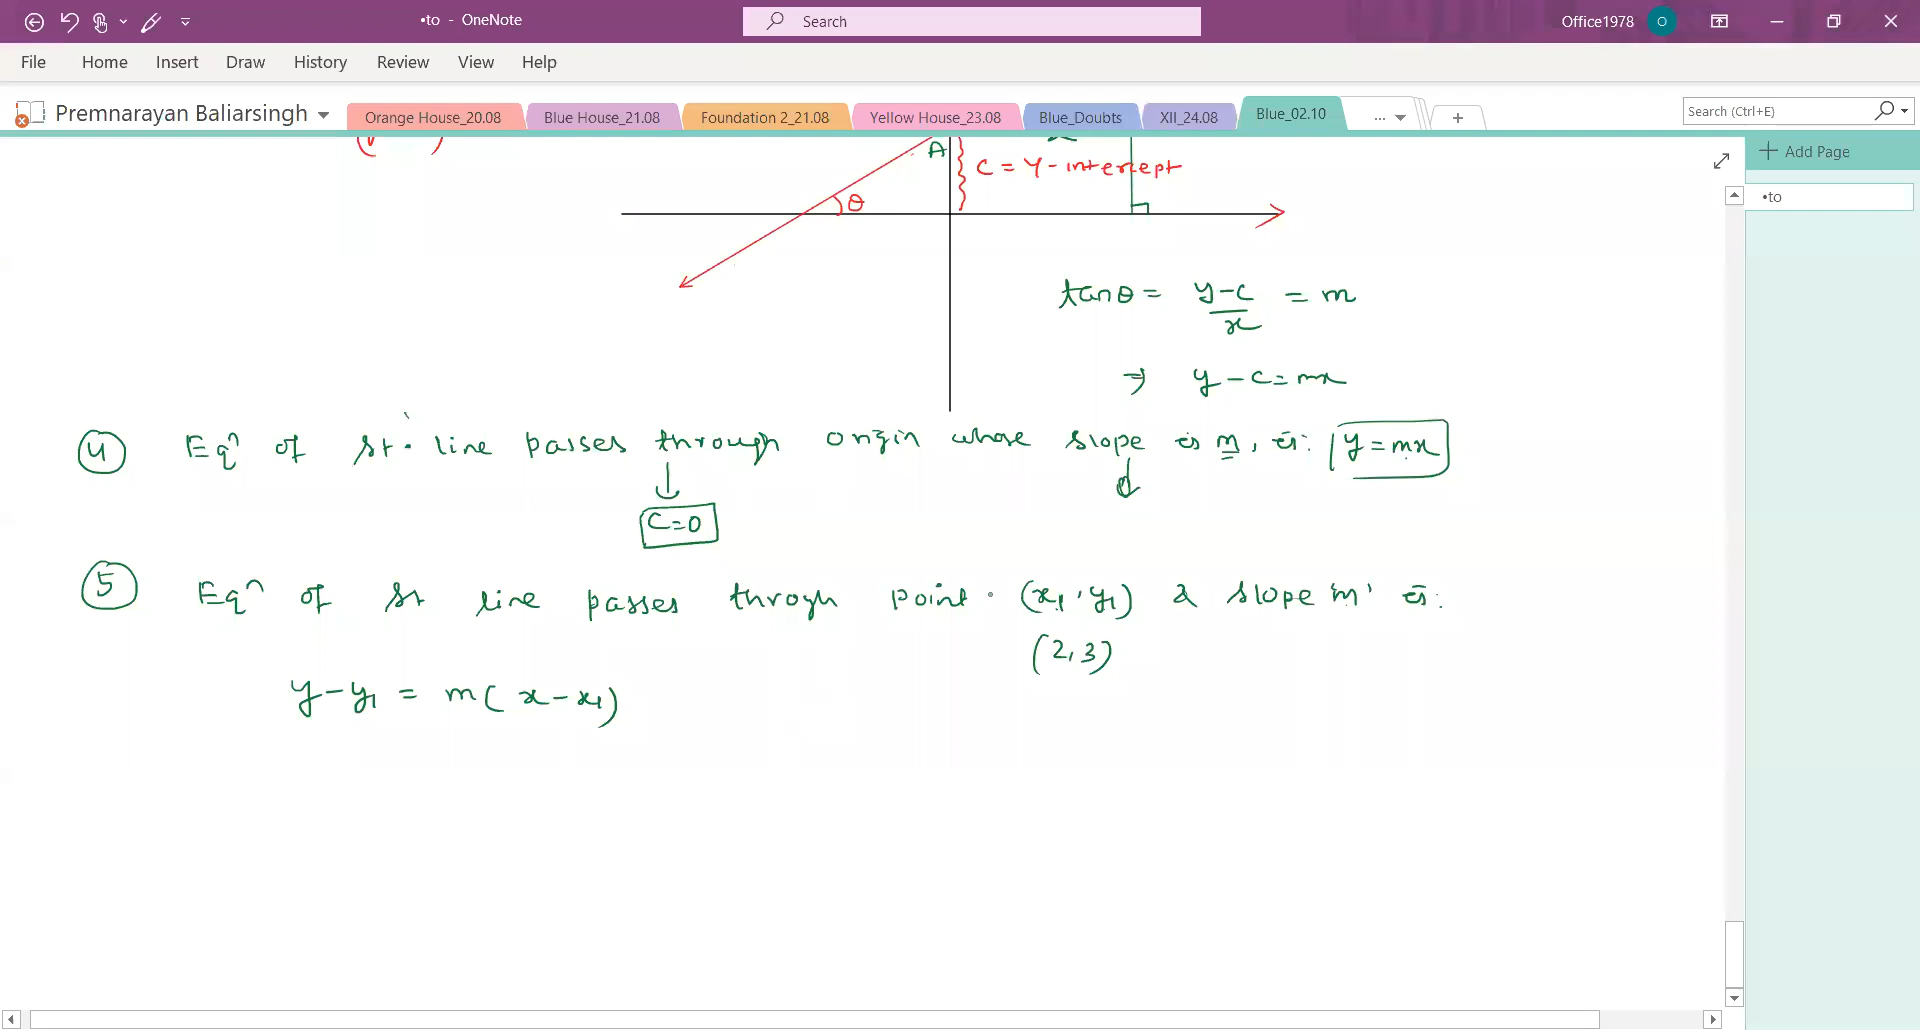 •to - OneNote
Search
Office1978
O
File Home Insert Draw History Review View Help
Premnarayan Baliarsingh
Orange House_20.08
Blue House_21.08
Foundation 2_21.08
Yellow House_23.08
Blue_Doubts
XII_24.08
Blue_02.10
...
+
Search (Ctrl+E)
+ Add Page
•to
A
C = Y-intercept
θ
tanθ = y-c/x = m
⇒ y-c=mx
4 Eqⁿ of st. line passes through origin whose slope is m, is: y=mx
C=0
5 Eqⁿ of st line passes throgh point (x₁, y₁) & slope 'm' is:
(2,3)
y-y₁ = m(x-x₁)